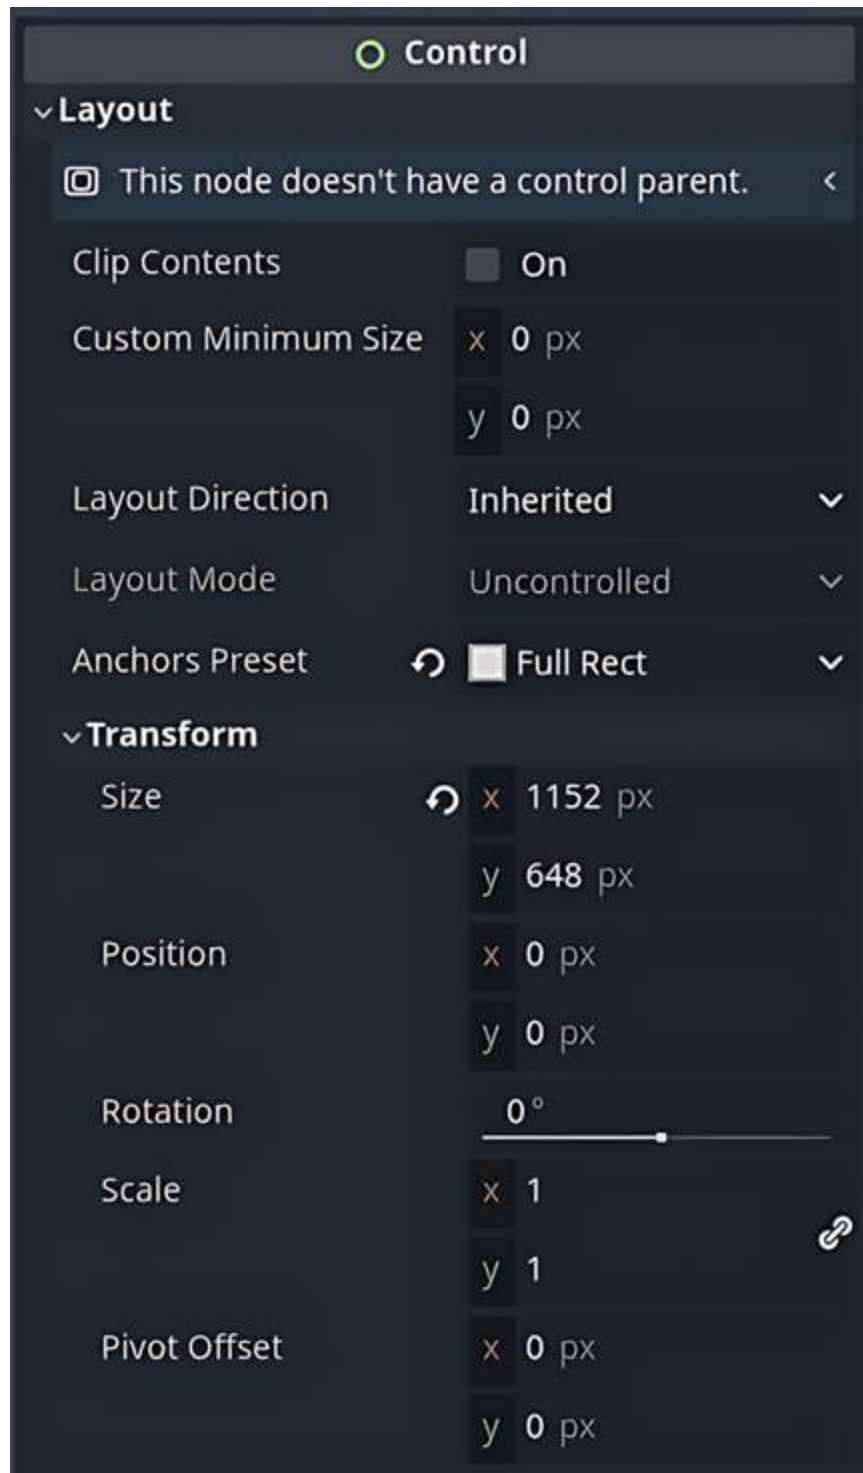 Control
Layout
This node doesn't have a control parent.
Clip Contents On
Custom Minimum Size x 0 px
y 0 px
Layout Direction Inherited
Layout Mode Uncontrolled
Anchors Preset Full Rect
Transform
Size x 1152 px
y 648 px
Position x 0 px
y 0 px
Rotation 0 °
Scale x 1
y 1
Pivot Offset x 0 px
y 0 px